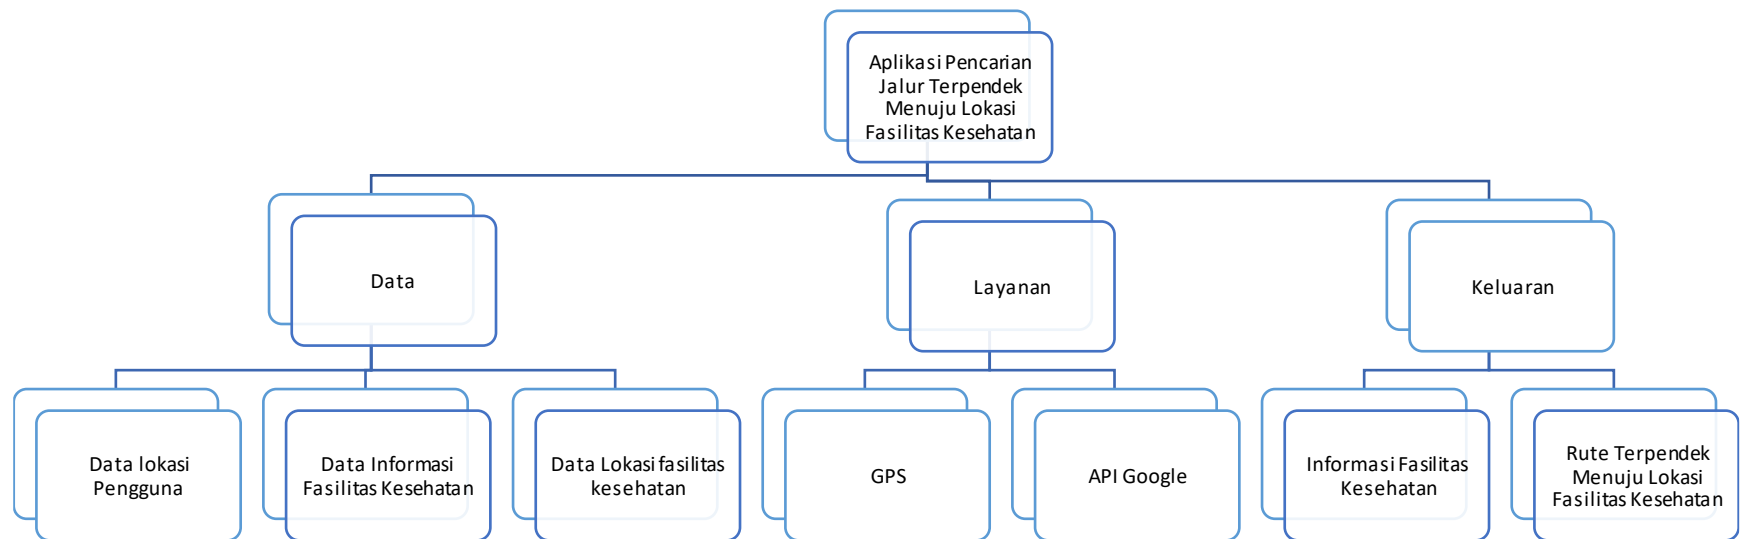 Aplikasi Pencarian
Jalur Terpendek
Menuju Lokasi
Fasilitas Kesehatan
Data
Layanan
Keluaran
Data lokasi
Pengguna
Data Informasi
Fasilitas Kesehatan
Data Lokasi fasilitas
kesehatan
GPS
API Google
Informasi Fasilitas
Kesehatan
Rute Terpendek
Menuju Lokasi
Fasilitas Kesehatan